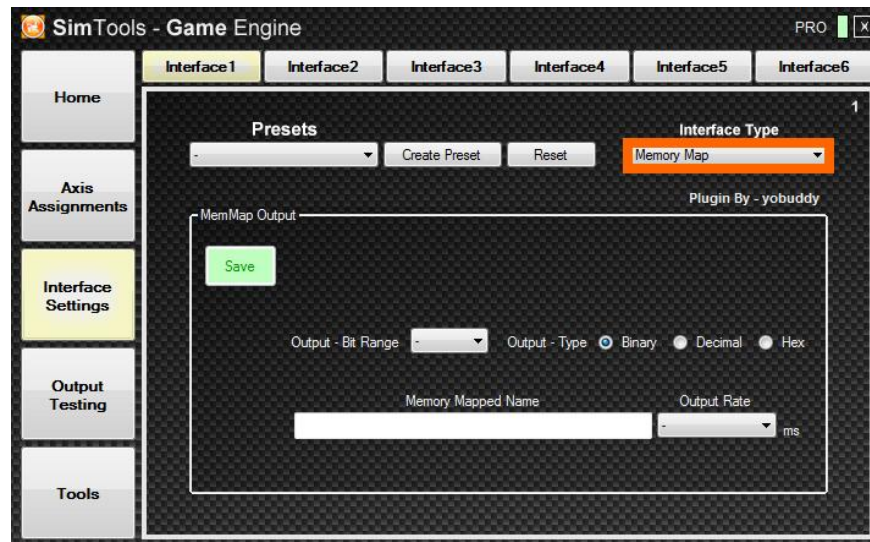 SimTools - Game Engine PRO X
Interface1 Interface2 Interface3 Interface4 Interface5 Interface6
Home
Axis
Assignments
Interface
Settings
Output
Testing
Tools
1
Presets
Interface Type
- Create Preset Reset Memory Map
Plugin By - yobuddy
MemMap Output
Save
Output - Bit Range - Output - Type Binary Decimal Hex
Memory Mapped Name Output Rate
- ms